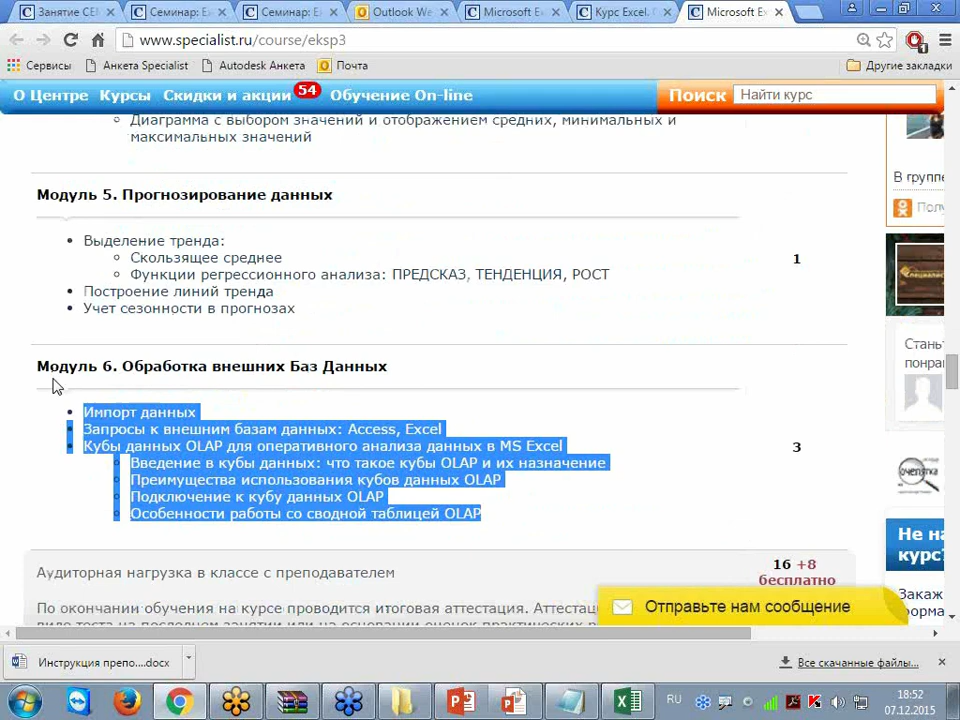 Занятие СЕ
Семинар: Е
Семинар: Е
Outlook We
Microsoft E
Курс Excel.
Microsoft E
www.specialist.ru/course/eksp3
Сервисы
Анкета Specialist
Autodesk Анкета
Почта
Другие закладки
О Центре
Курсы
Скидки и акции
54
Обучение On-line
Поиск
Найти курс
Диаграмма с выбором значений и отображением средних, минимальных и
максимальных значений
В группе
Модуль 5. Прогнозирование данных
Выделение тренда:
Скользящее среднее
Функции регрессионного анализа: ПРЕДСКАЗ, ТЕНДЕНЦИЯ, РОСТ
1
Построение линий тренда
Учет сезонности в прогнозах
Модуль 6. Обработка внешних Баз Данных
Импорт данных
Запросы к внешним базам данных: Access, Excel
Кубы данных OLAP для оперативного анализа данных в MS Excel
3
Введение в кубы данных: что такое кубы OLAP и их назначение
Преимущества использования кубов данных OLAP
Подключение к кубу данных OLAP
Особенности работы со сводной таблицей OLAP
Не на
курс?
Аудиторная нагрузка в классе с преподавателем
16 +8
бесплатно
Заказ
По окончании обучения на курсе проводится итоговая аттестация. Аттестац
Отправьте нам сообщение
Инструкция препо....docx
Все скачанные файлы...
RU
18:52
07.12.2015